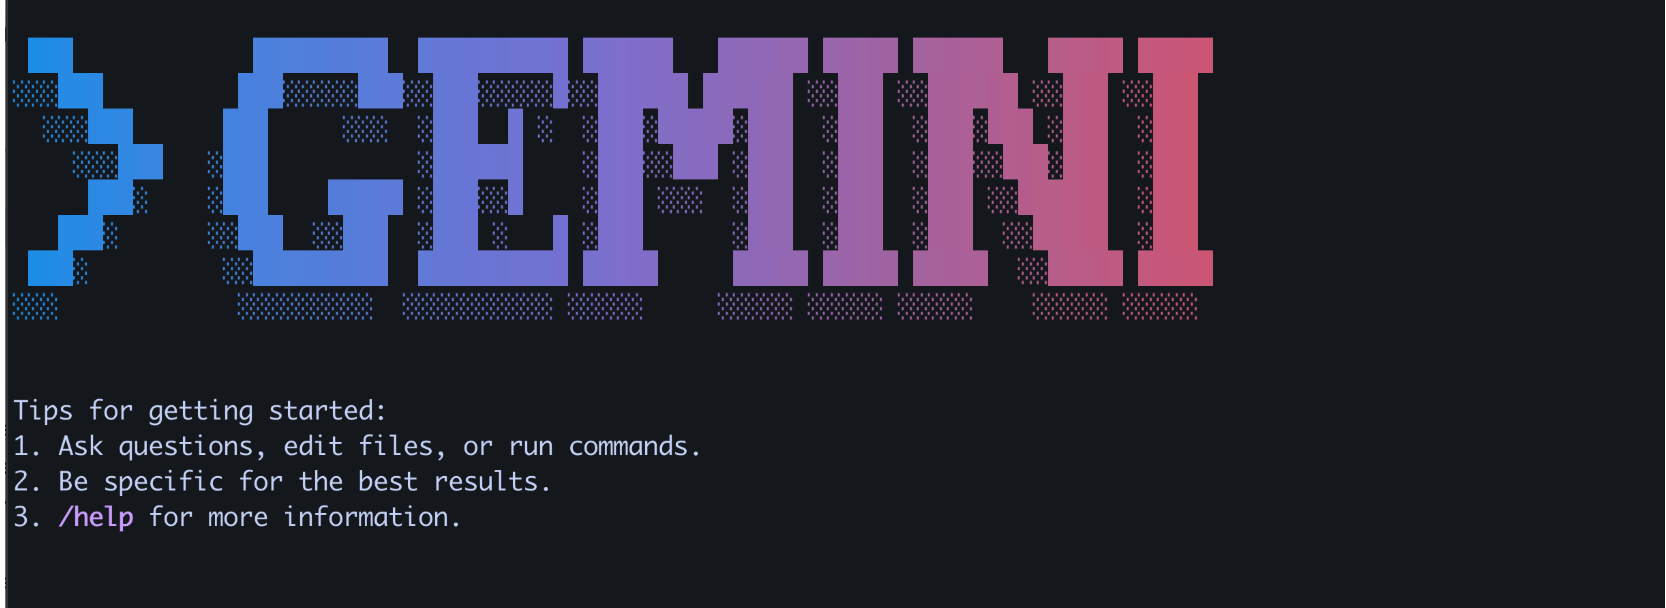 > GEMINI
Tips for getting started:
1. Ask questions, edit files, or run commands.
2. Be specific for the best results.
3. /help for more information.